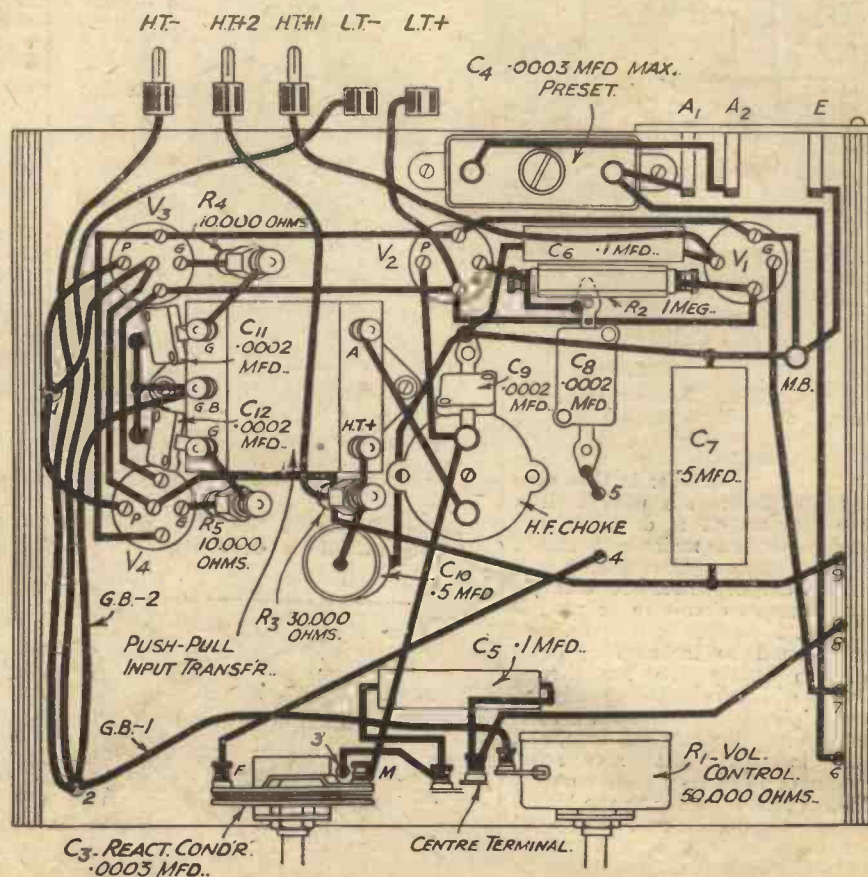 H.T.-
H.T.+2
H.T.+1
L.T.-
L.T.+
C4 .0003 MFD MAX.
PRESET.
A1
A2
E
V3
R4
10.000 OHMS
P
G
V2
P
C6 .1 MFD..
V1
G
R2
1 MEG..
C11
.0002
MFD..
G
A
C9
.0002
MFD.
C8
.0002
MFD.
M.B.
G.B.
C12
.0002
MFD..
G
H.T.+
C7
.5 MFD..
5
P
G
V4
R5
10.000
OHMS.
H.F. CHOKE
4
9
C10
.5 MFD
R3 30.000
OHMS.
G.B.-2
PUSH-PULL
INPUT TRANSF'R..
C5 .1 MFD..
8
7
G.B.-1
6
2
F
3
M
R1-VOL.
CONTROL.
50.000 OHMS..
C3-REACT. COND'R.
.0003 MFD..
CENTRE TERMINAL.